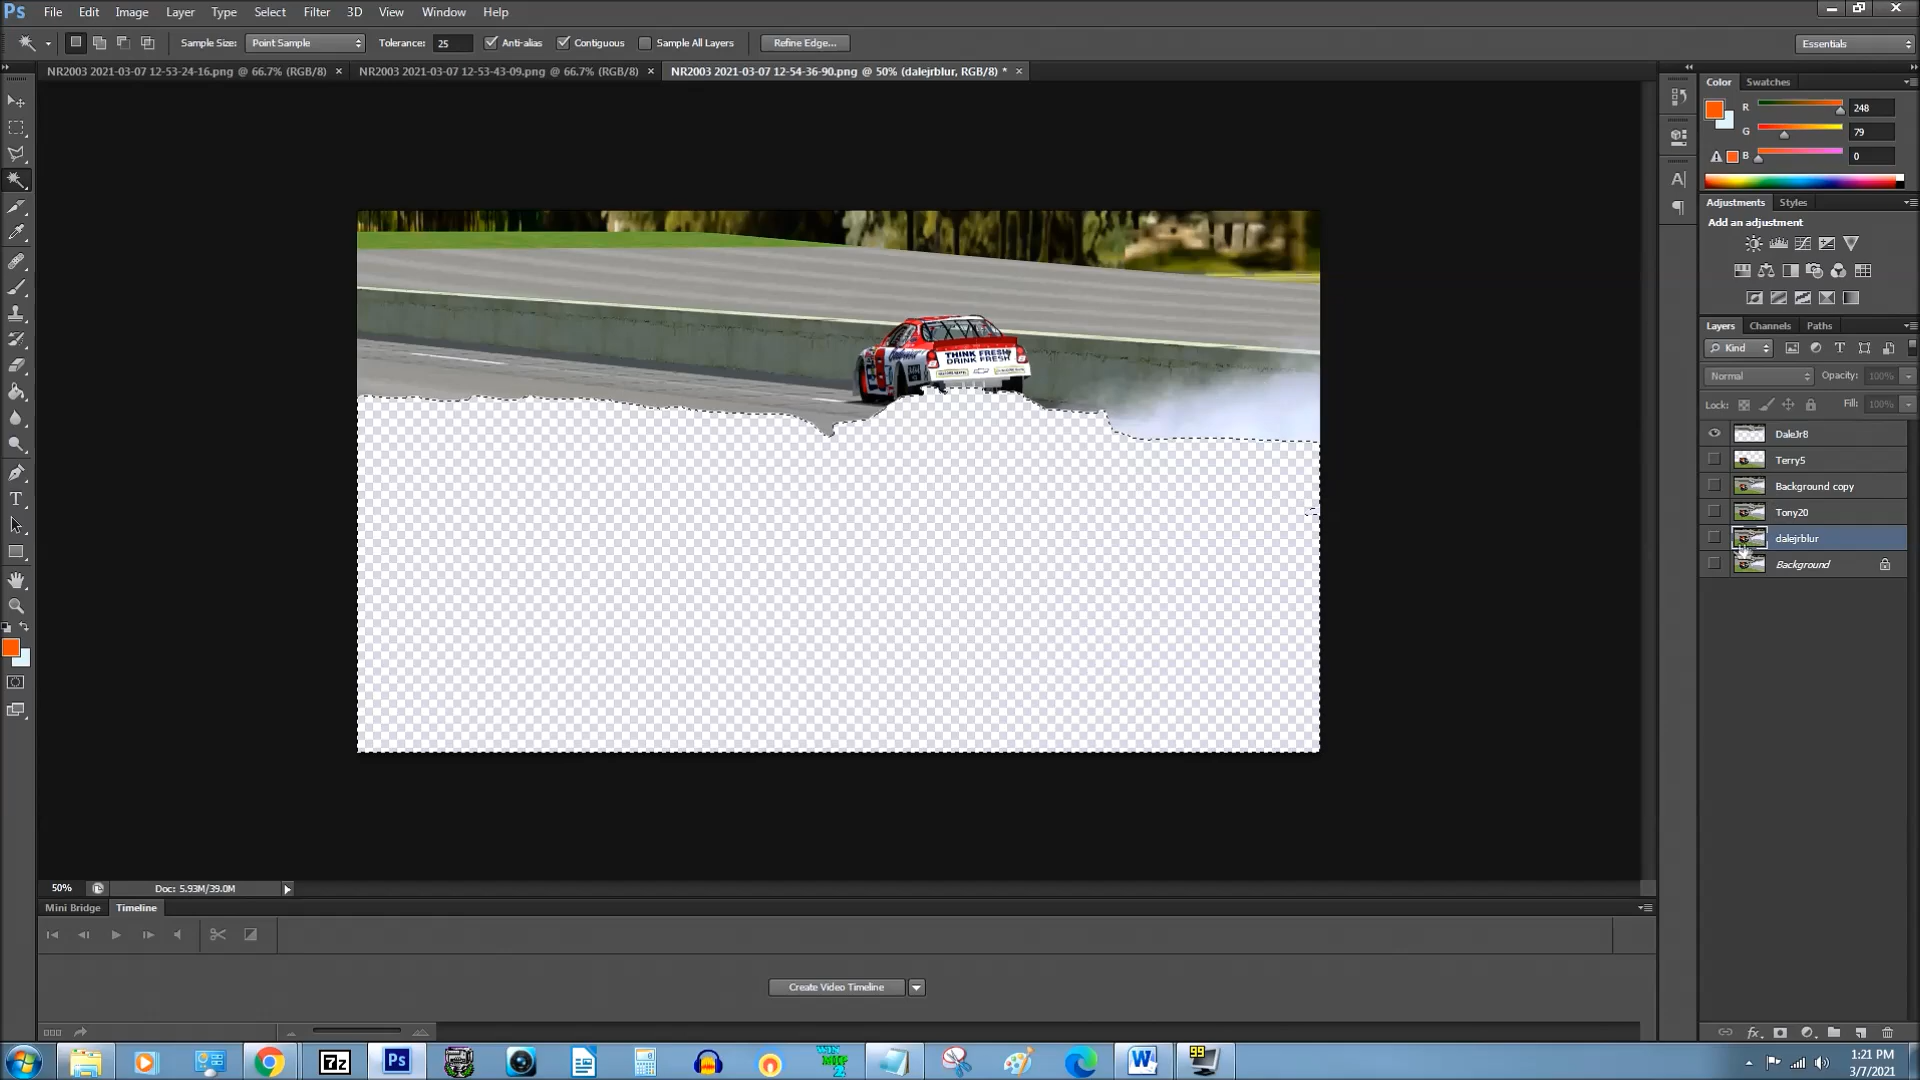 Ps File Edit Image Layer Type Select Filter 3D View Window Help
Sample Size: Point Sample Tolerance: 25 Anti-alias Contiguous Sample All Layers Refine Edge... Essentials
NR2003 2021-03-07 12-53-24-16.png @ 66.7% (RGB/8) × NR2003 2021-03-07 12-53-43-09.png @ 66.7% (RGB/8) × NR2003 2021-03-07 12-54-36-90.png @ 50% (dalejrblur, RGB/8) * ×
Color Swatches
R 248
G 79
B 0
Adjustments Styles
Add an adjustment
Layers Channels Paths
Kind
Normal Opacity: 100%
Lock: Fill: 100%
DaleJr8
Terry5
Background copy
Tony20
dalejrblur
Background
THINK FRESH
DRINK FRESH
50% Doc: 5.93M/39.0M
Mini Bridge Timeline
Create Video Timeline
7z
Ps
99
1:21 PM
3/7/2021